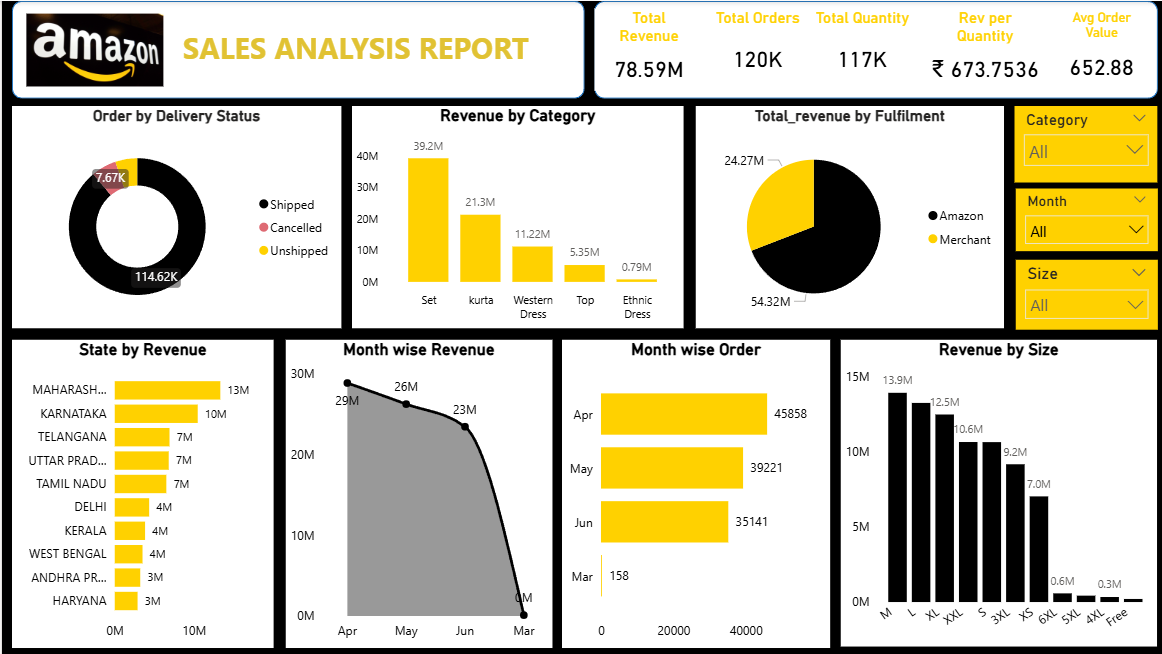 amazon
SALES ANALYSIS REPORT
Total
Revenue
78.59M
Total Orders
120K
Total Quantity
117K
Rev per
Quantity
₹ 673.7536
Avg Order
Value
652.88
Order by Delivery Status
7.67K
114.62K
Shipped
Cancelled
Unshipped
Revenue by Category
40M
30M
20M
10M
0M
39.2M
21.3M
11.22M
5.35M
0.79M
Set
kurta
Western
Dress
Top
Ethnic
Dress
Total_revenue by Fulfilment
24.27M
54.32M
Amazon
Merchant
Category
All
Month
All
Size
All
State by Revenue
MAHARASH... 13M
KARNATAKA 10M
TELANGANA 7M
UTTAR PRAD... 7M
TAMIL NADU 7M
DELHI 4M
KERALA 4M
WEST BENGAL 4M
ANDHRA PR... 3M
HARYANA 3M
0M 10M
Month wise Revenue
30M
20M
10M
0M
29M
26M
23M
0M
Apr May Jun Mar
Month wise Order
Apr 45858
May 39221
Jun 35141
Mar 158
0 20000 40000
Revenue by Size
15M
10M
5M
0M
13.9M
12.5M
10.6M
9.2M
7.0M
0.6M
0.3M
M L XL XXL S 3XL XS 6XL 5XL 4XL Free